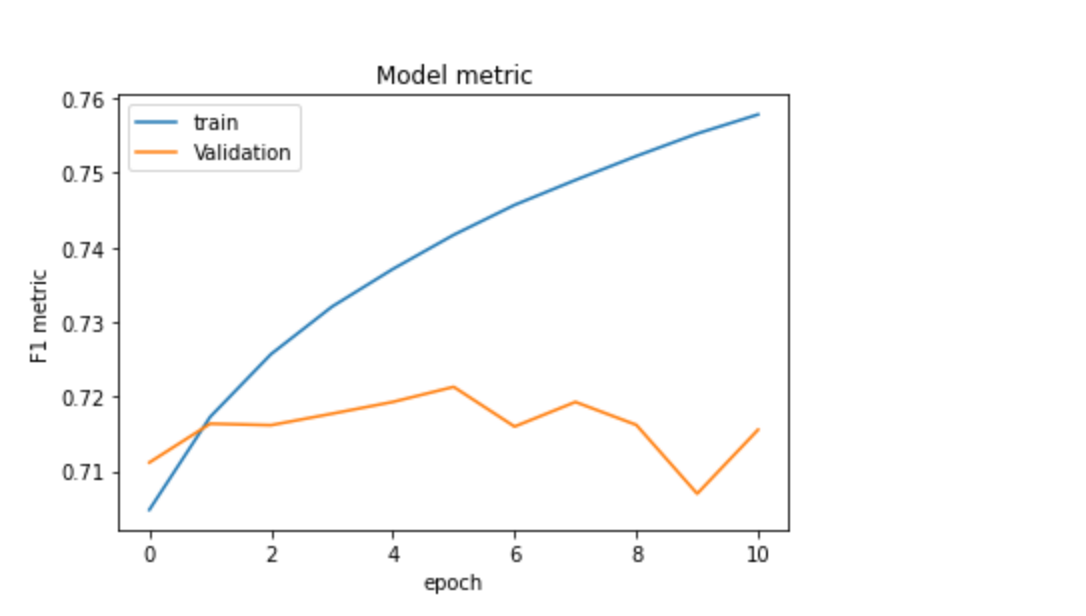 Model metric
train
Validation
F1 metric
0.76
0.75
0.74
0.73
0.72
0.71
0 2 4 6 8 10
epoch